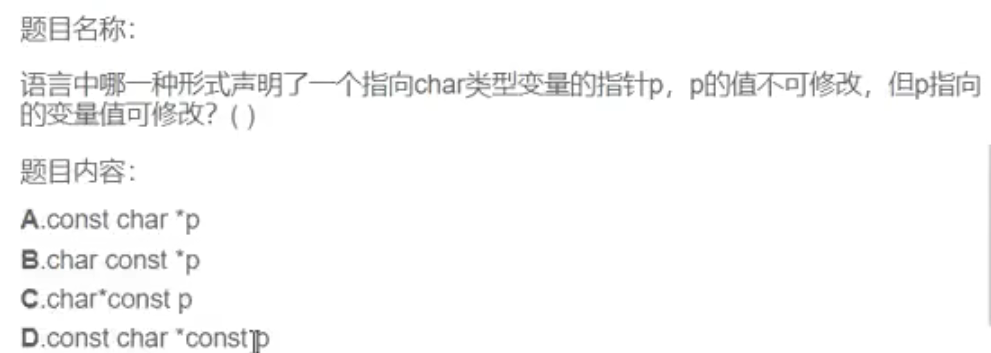 题目名称：
语言中哪一种形式声明了一个指向char类型变量的指针p，p的值不可修改，但p指向
的变量值可修改？( )
题目内容：
A.const char *p
B.char const *p
C.char*const p
D.const char *const p